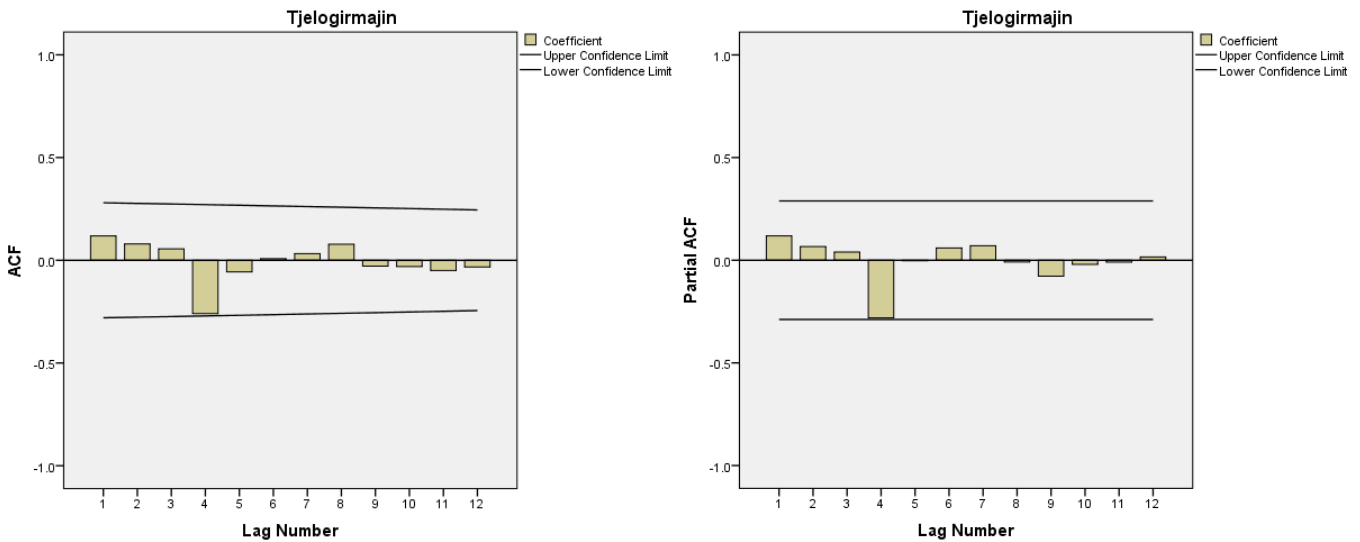 Tjelogirmajin
Coefficient
Upper Confidence Limit
Lower Confidence Limit
1.0
0.5
0.0
-0.5
-1.0
ACF
1 2 3 4 5 6 7 8 9 10 11 12
Lag Number
Tjelogirmajin
Coefficient
Upper Confidence Limit
Lower Confidence Limit
1.0
0.5
0.0
-0.5
-1.0
Partial ACF
1 2 3 4 5 6 7 8 9 10 11 12
Lag Number